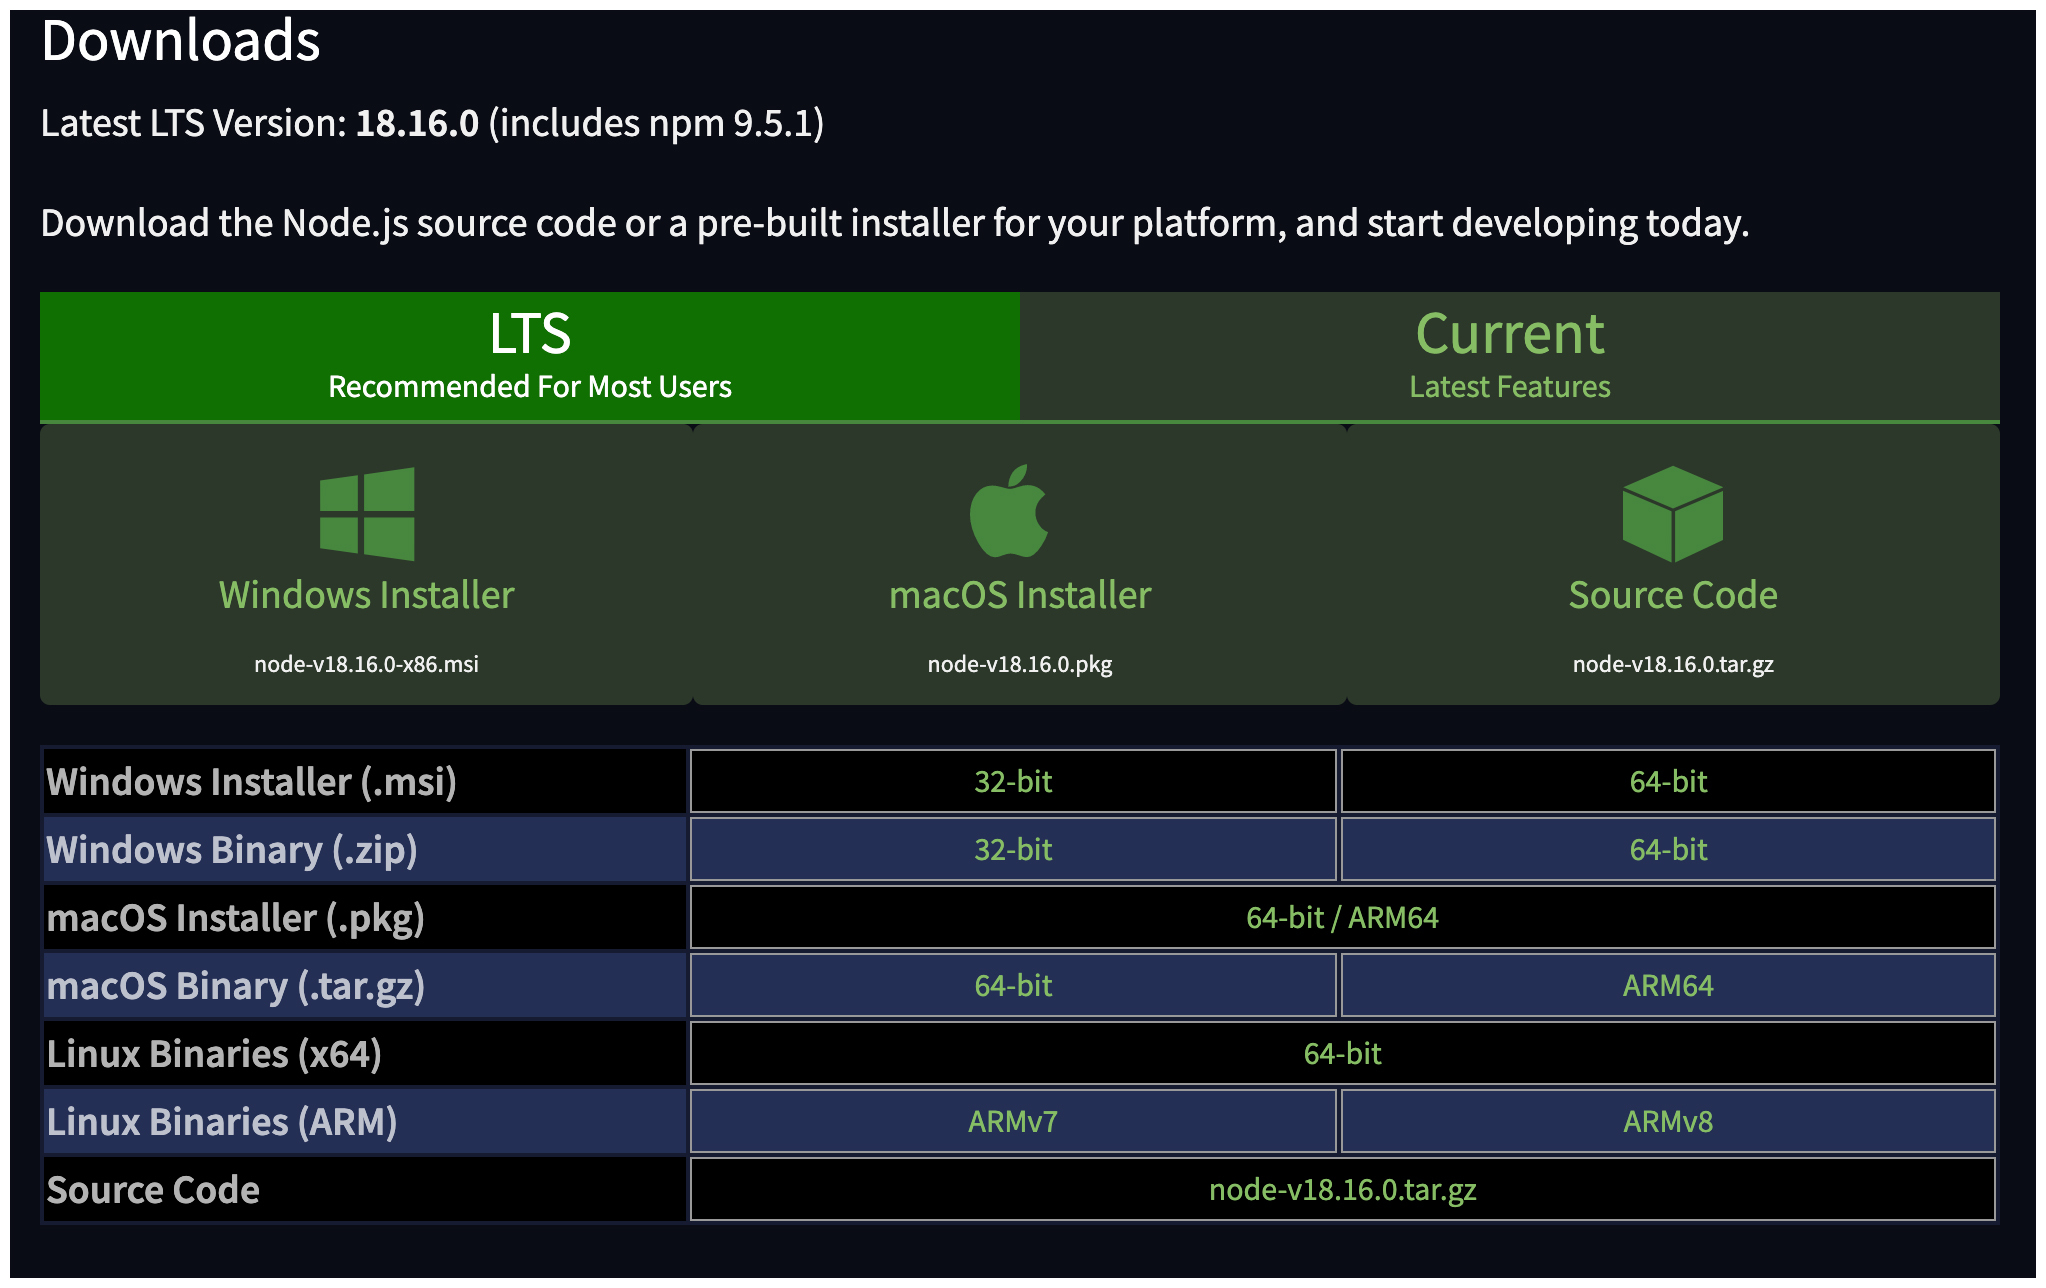 Downloads
Latest LTS Version: 18.16.0 (includes npm 9.5.1)
Download the Node.js source code or a pre-built installer for your platform, and start developing today.
LTS
Recommended For Most Users
Current
Latest Features
Windows Installer
node-v18.16.0-x86.msi
macOS Installer
node-v18.16.0.pkg
Source Code
node-v18.16.0.tar.gz
Windows Installer (.msi) 32-bit 64-bit
Windows Binary (.zip) 32-bit 64-bit
macOS Installer (.pkg) 64-bit / ARM64
macOS Binary (.tar.gz) 64-bit ARM64
Linux Binaries (x64) 64-bit
Linux Binaries (ARM) ARMv7 ARMv8
Source Code node-v18.16.0.tar.gz